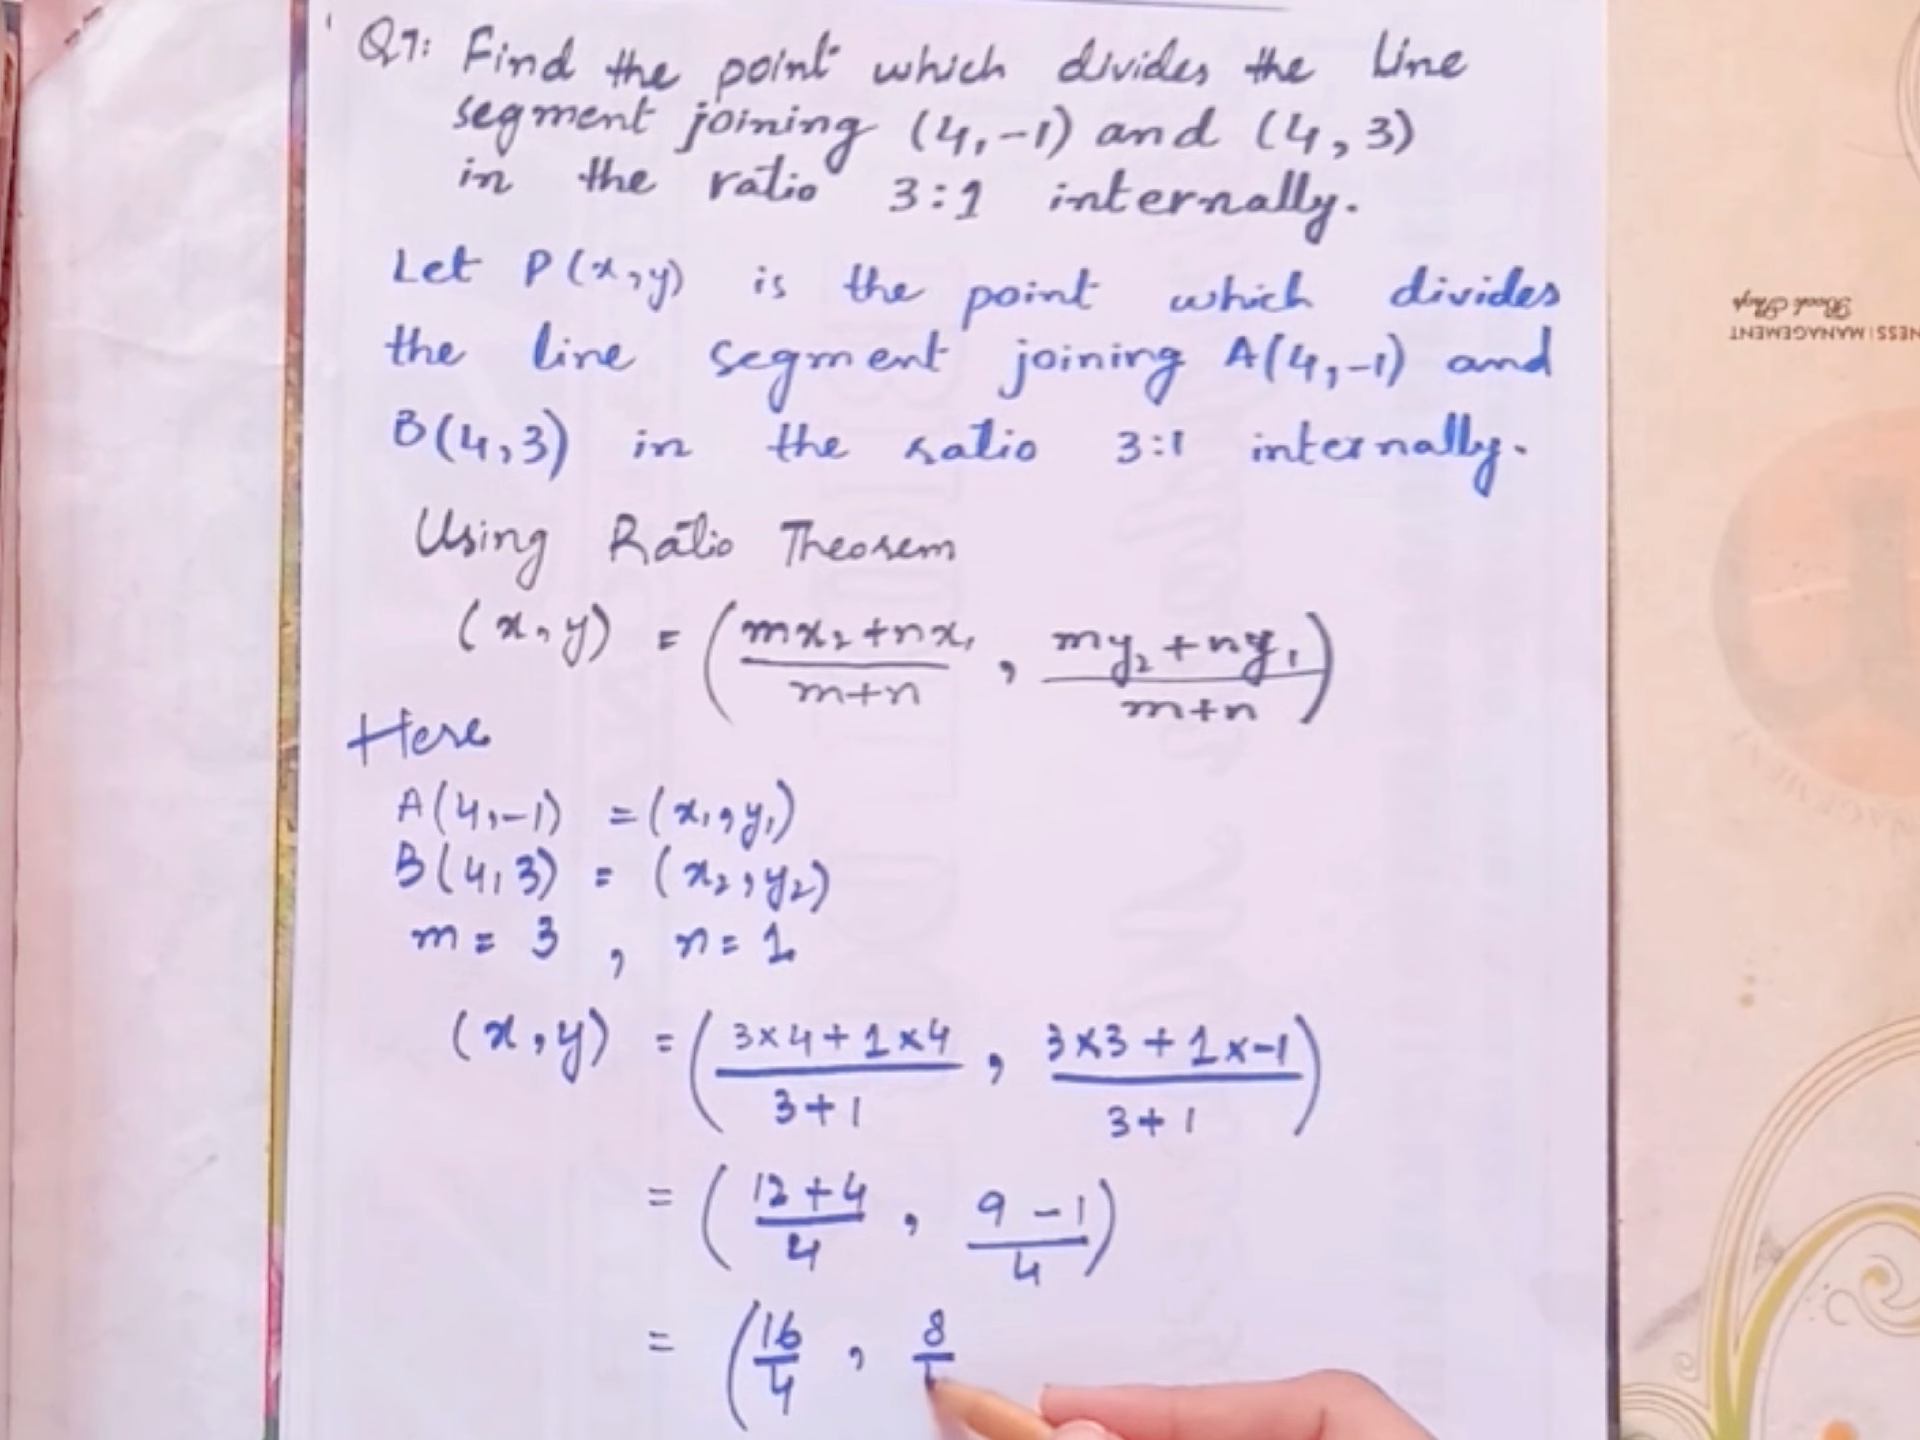 Q7: Find the point which divides the line
segment joining (4,-1) and (4,3)
in the ratio 3:1 internally.
Let P(x,y) is the point which divides
the line segment joining A(4,-1) and
B(4,3) in the ratio 3:1 internally.
Using Ratio Theorem
(x,y) = ( (mx₂+nx₁)/(m+n) , (my₂+ny₁)/(m+n) )
Here
A(4,-1) = (x₁,y₁)
B(4,3) = (x₂,y₂)
m = 3 , n = 1
(x,y) = ( (3×4+1×4)/(3+1) , (3×3+1×-1)/(3+1) )
= ( (12+4)/4 , (9-1)/4 )
= ( 16/4 , 8/
NESS | MANAGEMENT